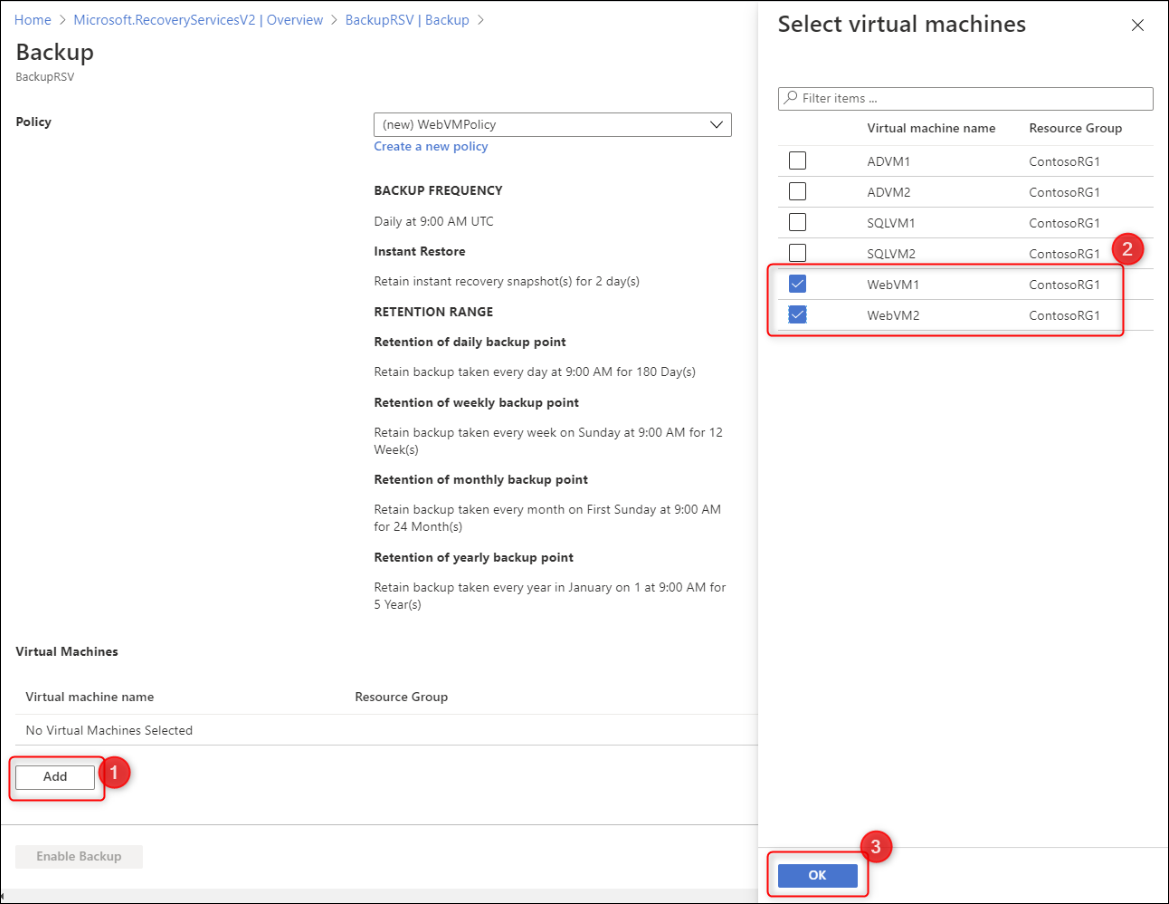 Home > Microsoft.RecoveryServicesV2 | Overview > BackupRSV | Backup >
Backup
BackupRSV
Policy
(new) WebVMPolicy
Create a new policy
BACKUP FREQUENCY
Daily at 9:00 AM UTC
Instant Restore
Retain instant recovery snapshot(s) for 2 day(s)
RETENTION RANGE
Retention of daily backup point
Retain backup taken every day at 9:00 AM for 180 Day(s)
Retention of weekly backup point
Retain backup taken every week on Sunday at 9:00 AM for 12
Week(s)
Retention of monthly backup point
Retain backup taken every month on First Sunday at 9:00 AM
for 24 Month(s)
Retention of yearly backup point
Retain backup taken every year in January on 1 at 9:00 AM for
5 Year(s)
Virtual Machines
Virtual machine name Resource Group
No Virtual Machines Selected
Add
1
Enable Backup
Select virtual machines
Filter items ...
Virtual machine name Resource Group
ADVM1 ContosoRG1
ADVM2 ContosoRG1
SQLVM1 ContosoRG1
SQLVM2 ContosoRG1
2
WebVM1 ContosoRG1
WebVM2 ContosoRG1
3
OK